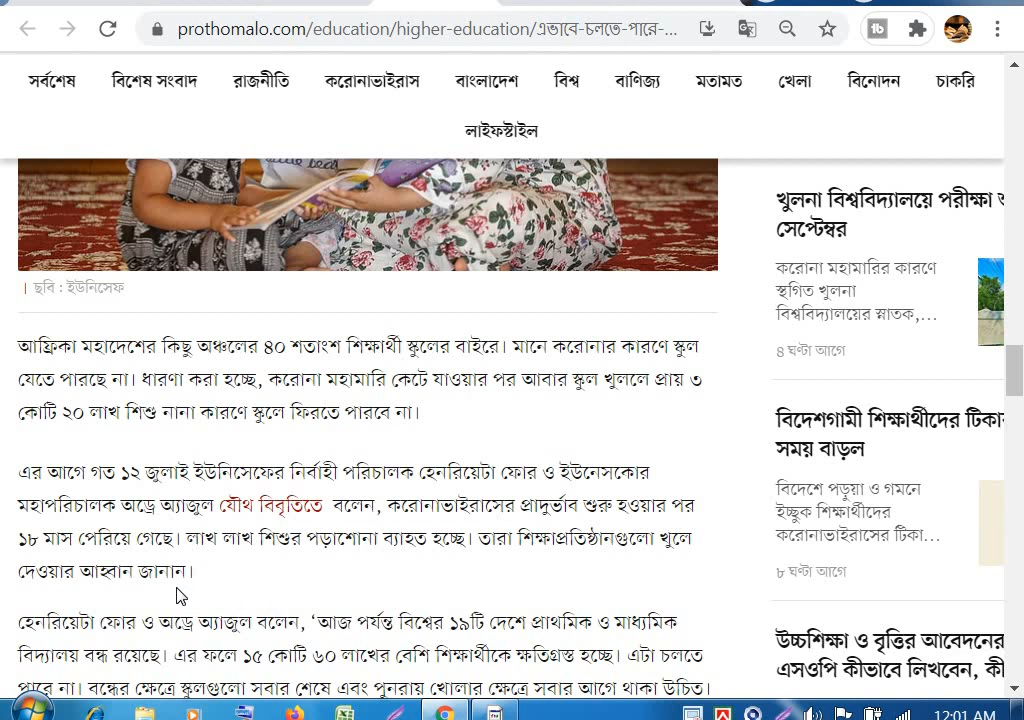 prothomalo.com/education/higher-education/এভাবে-চলতে-পারে-...
সর্বশেষ বিশেষ সংবাদ রাজনীতি করোনাভাইরাস বাংলাদেশ বিশ্ব বাণিজ্য মতামত খেলা বিনোদন চাকরি
লাইফস্টাইল
। ছবি : ইউনিসেফ
আফ্রিকা মহাদেশের কিছু অঞ্চলের ৪০ শতাংশ শিক্ষার্থী স্কুলের বাইরে। মানে করোনার কারণে স্কুল
যেতে পারছে না। ধারণা করা হচ্ছে, করোনা মহামারি কেটে যাওয়ার পর আবার স্কুল খুললে প্রায় ৩
কোটি ২০ লাখ শিশু নানা কারণে স্কুলে ফিরতে পারবে না।
এর আগে গত ১২ জুলাই ইউনিসেফের নির্বাহী পরিচালক হেনরিয়েটা ফোর ও ইউনেসকোর
মহাপরিচালক অড্রে অ্যাজুল যৌথ বিবৃতিতে বলেন, করোনাভাইরাসের প্রাদুর্ভাব শুরু হওয়ার পর
১৮ মাস পেরিয়ে গেছে। লাখ লাখ শিশুর পড়াশোনা ব্যাহত হচ্ছে। তারা শিক্ষাপ্রতিষ্ঠানগুলো খুলে
দেওয়ার আহ্বান জানান।
হেনরিয়েটা ফোর ও অড্রে অ্যাজুল বলেন, ‘আজ পর্যন্ত বিশ্বের ১৯টি দেশে প্রাথমিক ও মাধ্যমিক
বিদ্যালয় বন্ধ রয়েছে। এর ফলে ১৫ কোটি ৬০ লাখের বেশি শিক্ষার্থীকে ক্ষতিগ্রস্ত হচ্ছে। এটা চলতে
পারে না। বন্ধের ক্ষেত্রে স্কুলগুলো সবার শেষে এবং পুনরায় খোলার ক্ষেত্রে সবার আগে থাকা উচিত।
খুলনা বিশ্ববিদ্যালয়ে পরীক্ষা
সেপ্টেম্বর
করোনা মহামারির কারণে
স্থগিত খুলনা
বিশ্ববিদ্যালয়ের স্নাতক,...
৪ ঘণ্টা আগে
বিদেশগামী শিক্ষার্থীদের
সময় বাড়ল
বিদেশে পড়ুয়া ও গমনে
ইচ্ছুক শিক্ষার্থীদের
করোনাভাইরাসের টিকা...
৮ ঘণ্টা আগে
উচ্চশিক্ষা ও বৃত্তির আবেদনের
এসওপি কীভাবে লিখবেন,
12:01 AM